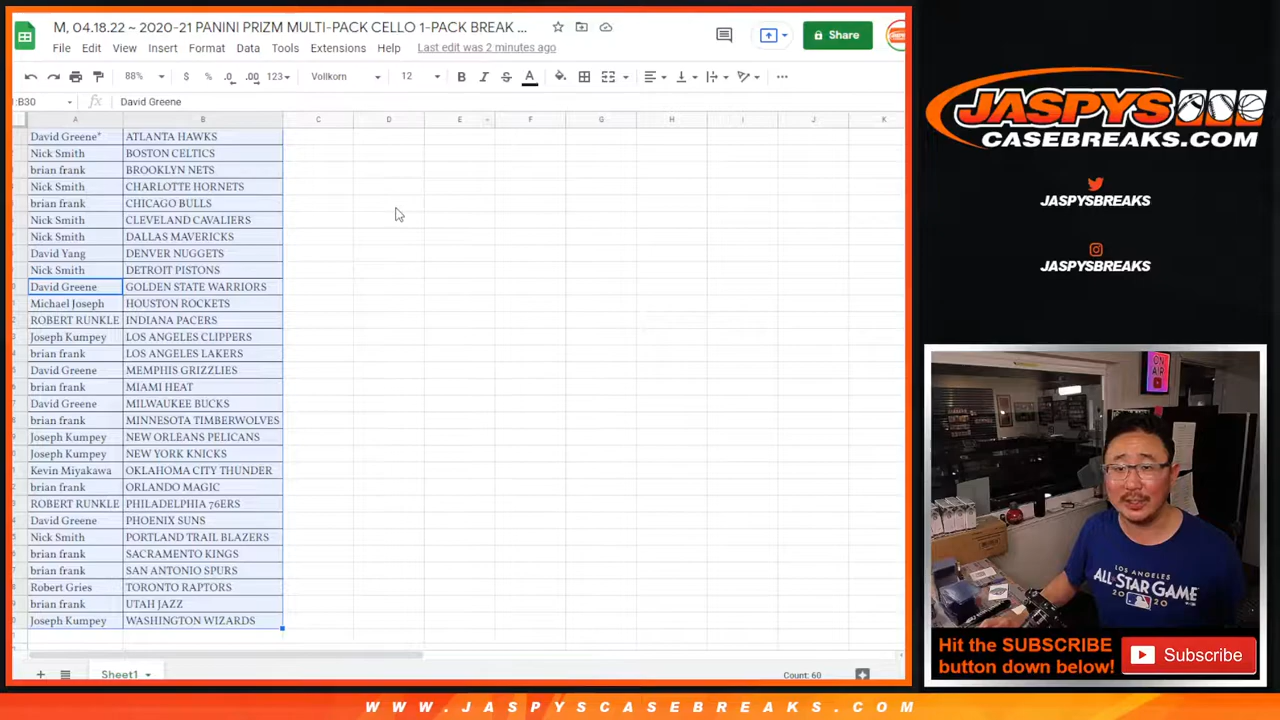 M, 04.18.22 ~ 2020-21 PANINI PRIZM MULTI-PACK CELLO 1-PACK BREAK ...
File Edit View Insert Format Data Tools Extensions Help Last edit was 2 minutes ago
Share
88% $ % .0 .00 123 Vollkorn 12 B I S A
:B30 fx David Greene
A B C D E F G H I J K
David Greene* ATLANTA HAWKS
Nick Smith BOSTON CELTICS
brian frank BROOKLYN NETS
Nick Smith CHARLOTTE HORNETS
brian frank CHICAGO BULLS
Nick Smith CLEVELAND CAVALIERS
Nick Smith DALLAS MAVERICKS
David Yang DENVER NUGGETS
Nick Smith DETROIT PISTONS
David Greene GOLDEN STATE WARRIORS
Michael Joseph HOUSTON ROCKETS
ROBERT RUNKLE INDIANA PACERS
Joseph Kumpey LOS ANGELES CLIPPERS
brian frank LOS ANGELES LAKERS
David Greene MEMPHIS GRIZZLIES
brian frank MIAMI HEAT
David Greene MILWAUKEE BUCKS
brian frank MINNESOTA TIMBERWOLVES
Joseph Kumpey NEW ORLEANS PELICANS
Joseph Kumpey NEW YORK KNICKS
Kevin Miyakawa OKLAHOMA CITY THUNDER
brian frank ORLANDO MAGIC
ROBERT RUNKLE PHILADELPHIA 76ERS
David Greene PHOENIX SUNS
Nick Smith PORTLAND TRAIL BLAZERS
brian frank SACRAMENTO KINGS
brian frank SAN ANTONIO SPURS
Robert Gries TORONTO RAPTORS
brian frank UTAH JAZZ
Joseph Kumpey WASHINGTON WIZARDS
Sheet1
Count: 60
JASPYS
CASEBREAKS.COM
JASPYSBREAKS
JASPYSBREAKS
ON
AIR
LOS ANGELES
ALL STAR GAME
20 20
Hit the SUBSCRIBE
button down below!
Subscribe
WWW.JASPYSCASEBREAKS.COM